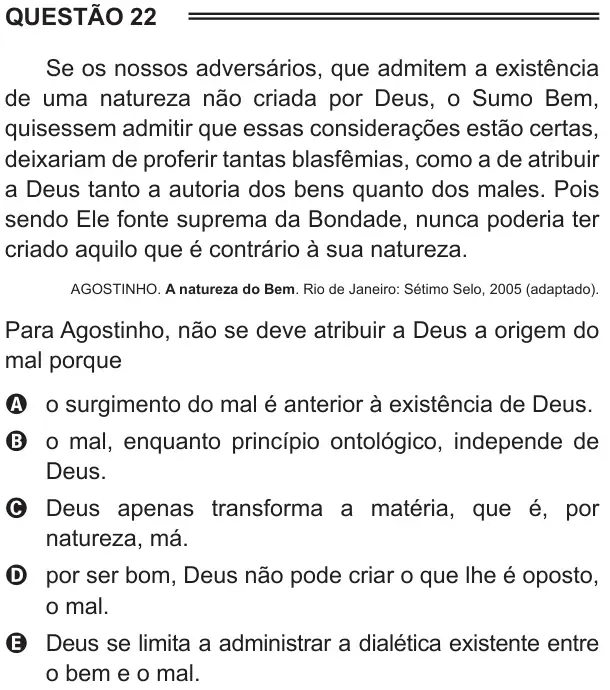 QUESTÃO 22
Se os nossos adversários, que admitem a existência
de uma natureza não criada por Deus, o Sumo Bem,
quisessem admitir que essas considerações estão certas,
deixariam de proferir tantas blasfêmias, como a de atribuir
a Deus tanto a autoria dos bens quanto dos males. Pois
sendo Ele fonte suprema da Bondade, nunca poderia ter
criado aquilo que é contrário à sua natureza.
AGOSTINHO. A natureza do Bem. Rio de Janeiro: Sétimo Selo, 2005 (adaptado).
Para Agostinho, não se deve atribuir a Deus a origem do
mal porque
A o surgimento do mal é anterior à existência de Deus.
B o mal, enquanto princípio ontológico, independe de
Deus.
C Deus apenas transforma a matéria, que é, por
natureza, má.
D por ser bom, Deus não pode criar o que lhe é oposto,
o mal.
E Deus se limita a administrar a dialética existente entre
o bem e o mal.